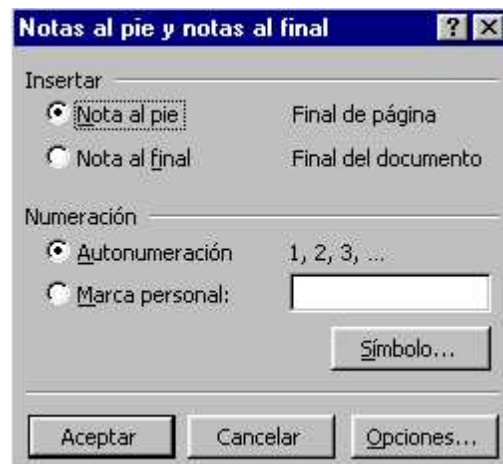 Notas al pie y notas al final
Insertar
Nota al pie Final de página
Nota al final Final del documento
Numeración
Autonumeración 1, 2, 3, ...
Marca personal:
Símbolo...
Aceptar Cancelar Opciones...